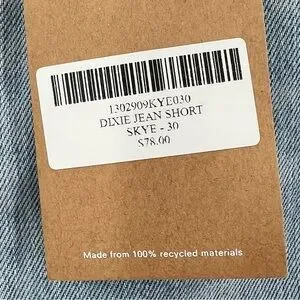 1302909KYE030
DIXIE JEAN SHORT
SKYE - 30
$78.00
Made from 100% recycled materials